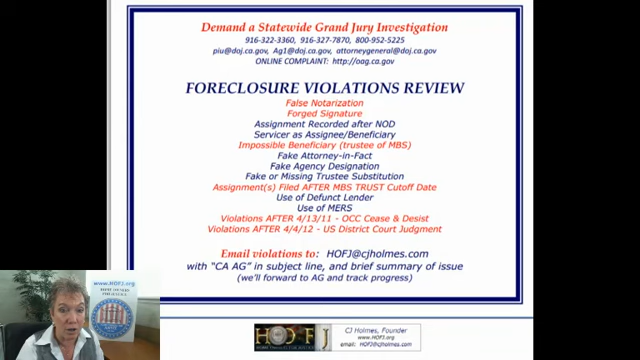 Demand a Statewide Grand Jury Investigation
916-322-3360, 916-327-7870, 800-952-5225
piu@doj.ca.gov, Ag1@doj.ca.gov, attorneygeneral@doj.ca.gov
ONLINE COMPLAINT: http://oag.ca.gov
FORECLOSURE VIOLATIONS REVIEW
False Notarization
Forged Signature
Assignment Recorded after NOD
Servicer as Assignee/Beneficiary
Impossible Beneficiary (trustee of MBS)
Fake Attorney-in-Fact
Fake Agency Designation
Fake or Missing Trustee Substitution
Assignment(s) Filed AFTER MBS TRUST Cutoff Date
Use of Defunct Lender
Use of MERS
Violations AFTER 4/13/11 - OCC Cease & Desist
Violations AFTER 4/4/12 - US District Court Judgment
Email violations to: HOFJ@cjholmes.com
with "CA AG" in subject line, and brief summary of issue
(we'll forward to AG and track progress)
www.HOFJ.org
HOME OWNERS
FOR JUSTICE
HOFJ
CJ Holmes, Founder
www.HOFJ.org
email: HOFJ@cjholmes.com